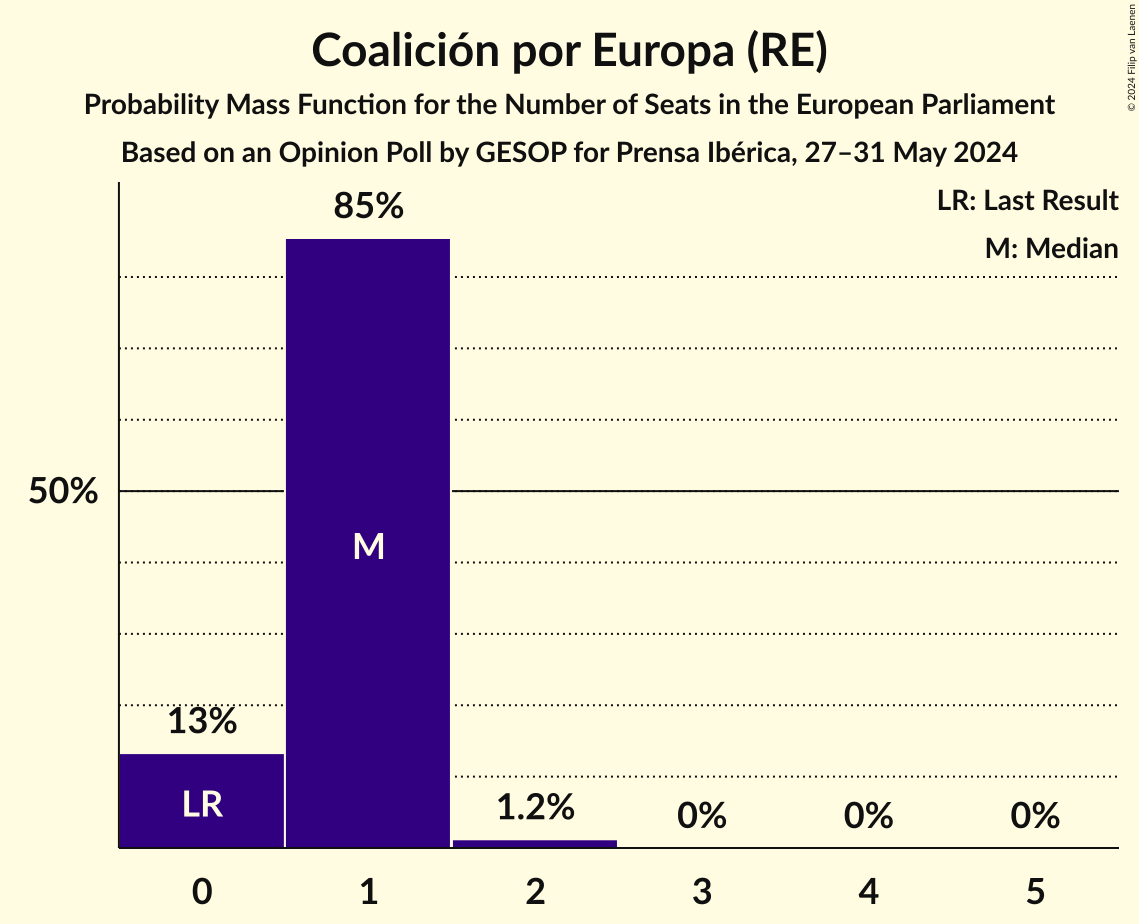 Coalición por Europa (RE)
Probability Mass Function for the Number of Seats in the European Parliament
Based on an Opinion Poll by GESOP for Prensa Ibérica, 27–31 May 2024
© 2024 Filip van Laenen
LR: Last Result
M: Median
85%
50%
M
13%
LR
1.2%
0%
0%
0%
0
1
2
3
4
5